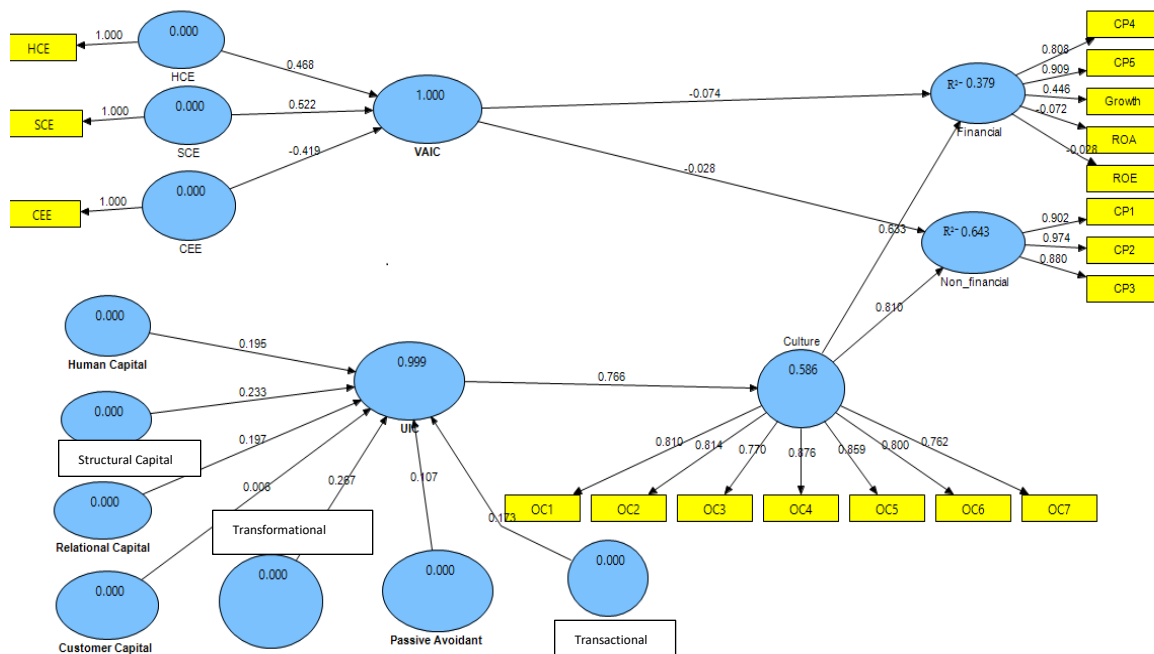 CP4
0.000
1.000
HCE
HCE
0.808
0.468
CP5
0.909
R²- 0.379
1.000
-0.074
0.446
Growth
0.000
0.522
1.000
-0.072
Financial
ROA
SCE
SCE
VAIC
-0.028
-0.419
ROE
0.000
-0.028
1.000
CEE
CEE
CP1
0.902
0.633
R²- 0.643
0.974
CP2
0.880
Non_financial
CP3
0.000
0.810
0.195
Culture
Human Capital
0.999
0.586
0.766
0.233
0.000
UIC
0.197
Structural Capital
0.810
0.814
0.770
0.876
0.859
0.800
0.762
0.006
0.267
0.107
0.000
OC1
OC2
OC3
OC4
OC5
OC6
OC7
0.173
Transformational
Relational Capital
0.000
0.000
0.000
0.000
Customer Capital
Passive Avoidant
Transactional